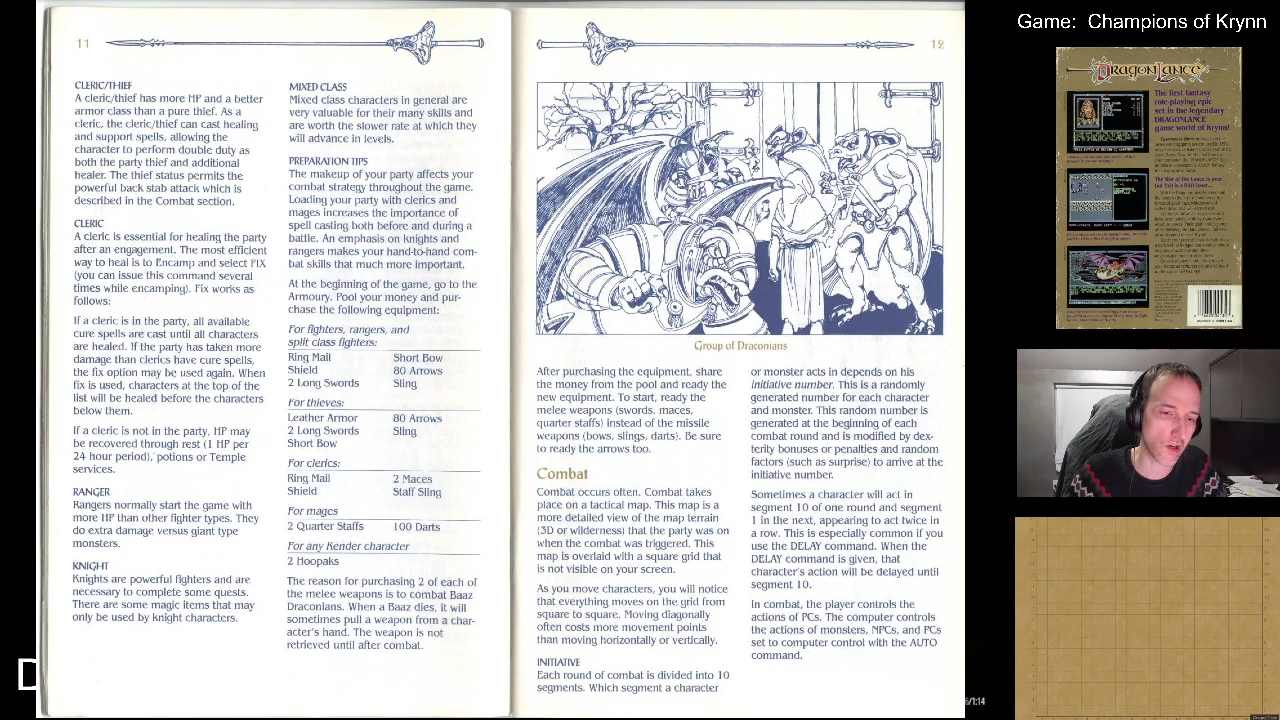 Game: Champions of Krynn
11
CLERIC/THIEF
A cleric/thief has more HP and a better
armor class than a pure thief. As a
cleric, the cleric/thief can cast healing
and support spells, allowing the
character to perform double duty as
both the party thief and additional
healer. The thief status permits the
powerful back stab attack which is
described in the Combat section.
CLERIC
A cleric is essential for healing the party
after an engagement. The most efficient
way to heal is to Encamp and select FIX
(you can issue this command several
times while encamping). Fix works as
follows:
If a cleric is in the party, all available
cure spells are cast until all characters
are healed. If the party has taken more
damage than clerics have cure spells,
the fix option may be used again. When
fix is used, characters at the top of the
list will be healed before the characters
below them.
If a cleric is not in the party, HP may
be recovered through rest (1 HP per
24 hour period), potions or Temple
services.
RANGER
Rangers normally start the game with
more HP than other fighter types. They
do extra damage versus giant type
monsters.
KNIGHT
Knights are powerful fighters and are
necessary to complete some quests.
There are some magic items that may
only be used by knight characters.
MIXED CLASS
Mixed class characters in general are
very valuable for their many skills and
are worth the slower rate at which they
will advance in levels.
PREPARATION TIPS
The makeup of your party affects your
combat strategy throughout the game.
Loading your party with clerics and
mages increases the importance of
spell casting both before and during a
battle. An emphasis on knights and
rangers makes your hand-to-hand com-
bat skills that much more important.
At the beginning of the game, go to the
Armoury, Pool your money and pur-
chase the following equipment:
For fighters, rangers, and
split class fighters:
Ring Mail Short Bow
Shield 80 Arrows
2 Long Swords Sling
For thieves:
Leather Armor 80 Arrows
2 Long Swords Sling
Short Bow
For clerics:
Ring Mail 2 Maces
Shield Staff Sling
For mages
2 Quarter Staffs 100 Darts
For any Kender character
2 Hoopaks
The reason for purchasing 2 of each of
the melee weapons is to combat Baaz
Draconians. When a Baaz dies, it will
sometimes pull a weapon from a char-
acter's hand. The weapon is not
retrieved until after combat.
12
Group of Draconians
After purchasing the equipment, share
the money from the pool and ready the
new equipment. To start, ready the
melee weapons (swords, maces,
quarter staffs) instead of the missile
weapons (bows, slings, darts). Be sure
to ready the arrows too.
Combat
Combat occurs often. Combat takes
place on a tactical map. This map is a
more detailed view of the map terrain
(3D or wilderness) that the party was on
when the combat was triggered. This
map is overlaid with a square grid that
is not visible on your screen.
As you move characters, you will notice
that everything moves on the grid from
square to square. Moving diagonally
often costs more movement points
than moving horizontally or vertically.
INITIATIVE
Each round of combat is divided into 10
segments. Which segment a character
or monster acts in depends on his
initiative number. This is a randomly
generated number for each character
and monster. This random number is
generated at the beginning of each
combat round and is modified by dex-
terity bonuses or penalties and random
factors (such as surprise) to arrive at the
initiative number.
Sometimes a character will act in
segment 10 of one round and segment
1 in the next, appearing to act twice in
a row. This is especially common if you
use the DELAY command. When the
DELAY command is given, that
character's action will be delayed until
segment 10.
In combat, the player controls the
actions of PCs. The computer controls
the actions of monsters, NPCs, and PCs
set to computer control with the AUTO
command.
DRAGONLANCE
The first fantasy
role-playing epic
set in the legendary
DRAGONLANCE
game world of Krynn!
The War of the Lance is over,
but Evil is a BAD loser...
/1:14